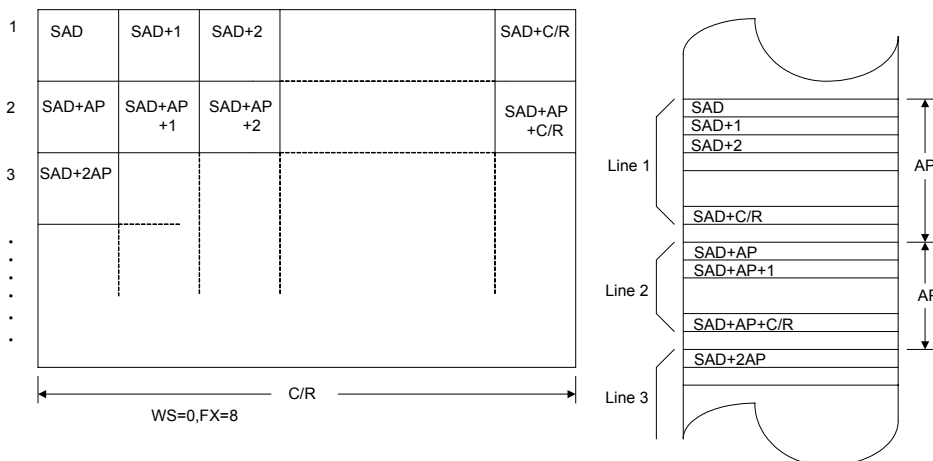 1
SAD SAD+1 SAD+2 SAD+C/R
2
SAD+AP SAD+AP SAD+AP SAD+AP
+1 +2 +C/R
3
SAD+2AP
C/R
WS=0,FX=8
SAD
SAD+1
SAD+2
Line 1
AP
SAD+C/R
SAD+AP
SAD+AP+1
Line 2
AP
SAD+AP+C/R
SAD+2AP
Line 3